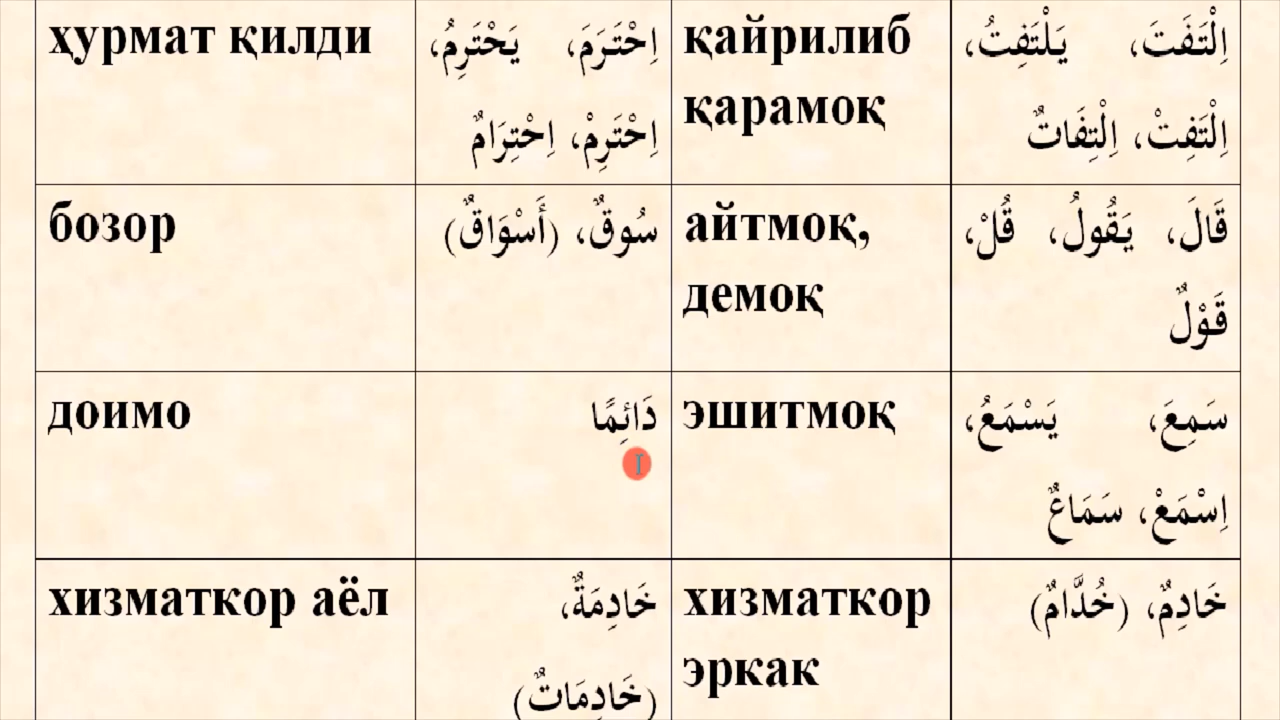 ҳурмат қилди
اِحْتَرَمَ، يَحْتَرِمُ،
اِحْتَرِمْ، اِحْتِرَامٌ
қайрилиб
қарамоқ
اِلْتَفَتَ، يَلْتَفِتُ،
اِلْتَفِتْ، اِلْتِفَاتٌ
бозор
سُوقٌ، (أَسْوَاقٌ)
айтмоқ,
демоқ
قَالَ، يَقُولُ، قُلْ،
قَوْلٌ
доимо
دَائِمًا
эшитмоқ
سَمِعَ، يَسْمَعُ،
اِسْمَعْ، سَمَاعٌ
хизматкор аёл
خَادِمَةٌ،
(خَادِمَاتٌ)
хизматкор
эркак
خَادِمٌ، (خُدَّامٌ)